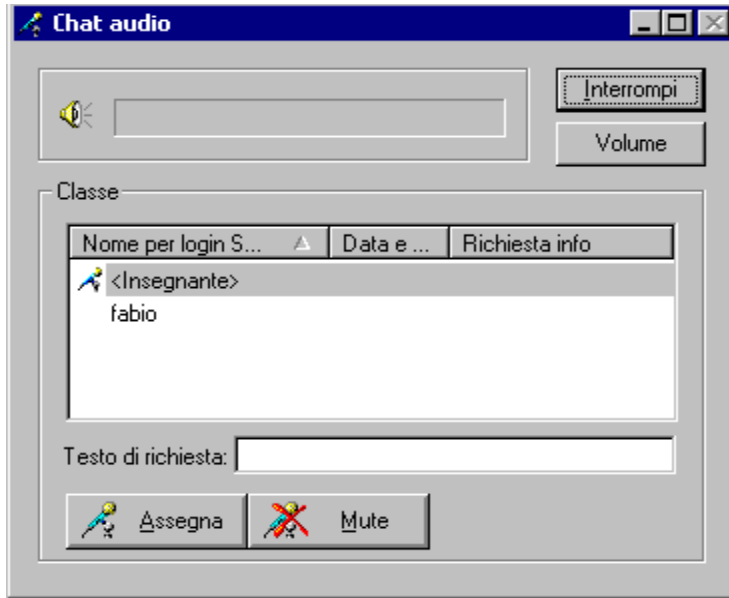 Chat audio
Interrompi
Volume
Classe
Nome per login S... Data e ... Richiesta info
<Insegnante>
fabio
Testo di richiesta:
Assegna Mute